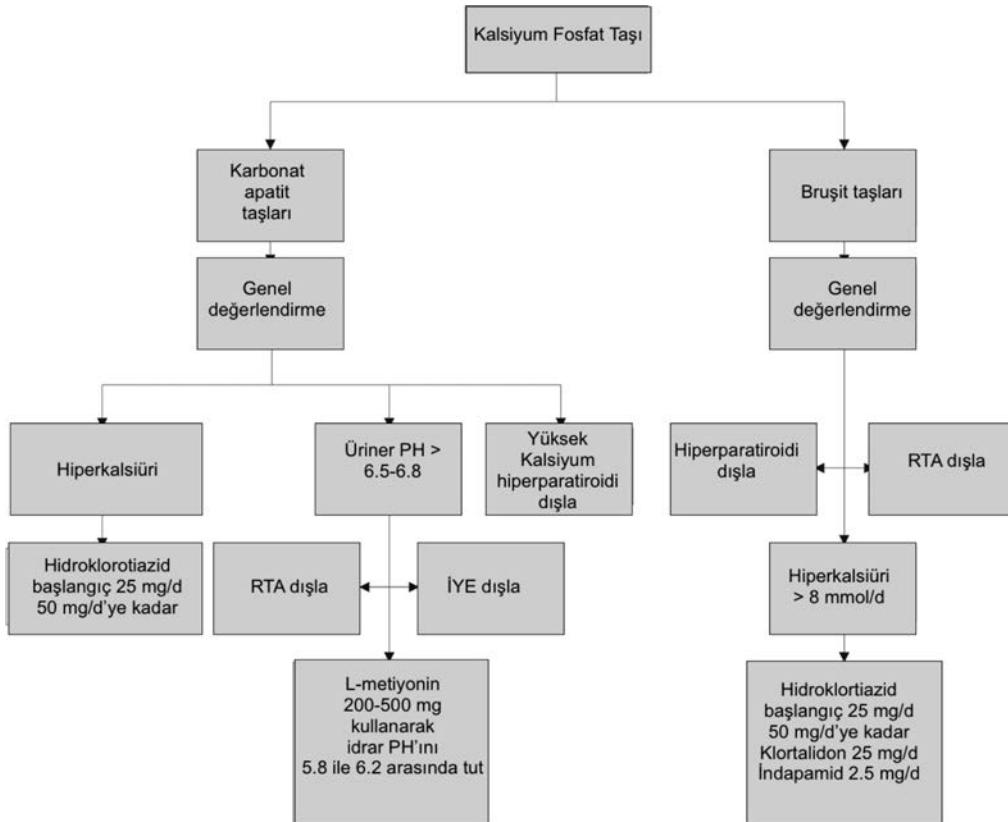 Kalsiyum Fosfat Taşı
Karbonat
apatit
taşları
Bruşit taşları
Genel
değerlendirme
Genel
değerlendirme
Hiperkalsiüri
Üriner PH >
6.5-6.8
Yüksek
Kalsiyum
hiperparatiroidi
dışla
Hiperparatiroidi
dışla
RTA dışla
Hidroklorotiazid
başlangıç 25 mg/d
50 mg/d'ye kadar
RTA dışla
İYE dışla
Hiperkalsiüri
> 8 mmol/d
L-metiyonin
200-500 mg
kullanarak
idrar PH'ını
5.8 ile 6.2 arasında tut
Hidroklortiazid
başlangıç 25 mg/d
50 mg/d'ye kadar
Klortalidon 25 mg/d
İndapamid 2.5 mg/d